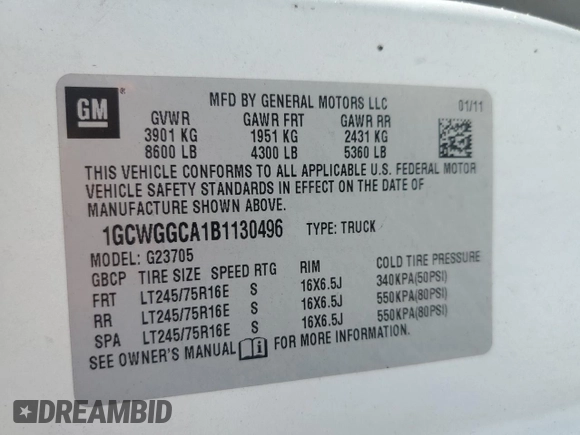 GM
MFD BY GENERAL MOTORS LLC 01/11
GVWR GAWR FRT GAWR RR
3901 KG 1951 KG 2431 KG
8600 LB 4300 LB 5360 LB
THIS VEHICLE CONFORMS TO ALL APPLICABLE U.S. FEDERAL MOTOR
VEHICLE SAFETY STANDARDS IN EFFECT ON THE DATE OF
MANUFACTURE SHOWN ABOVE.
1GCWGGCA1B1130496 TYPE: TRUCK
MODEL: G23705
GBCP TIRE SIZE SPEED RTG RIM COLD TIRE PRESSURE
FRT LT245/75R16E S 16X6.5J 340KPA(50PSI)
RR LT245/75R16E S 16X6.5J 550KPA(80PSI)
SPA LT245/75R16E S 16X6.5J 550KPA(80PSI)
SEE OWNER'S MANUAL FOR MORE INFORMATION.
DREAMBID